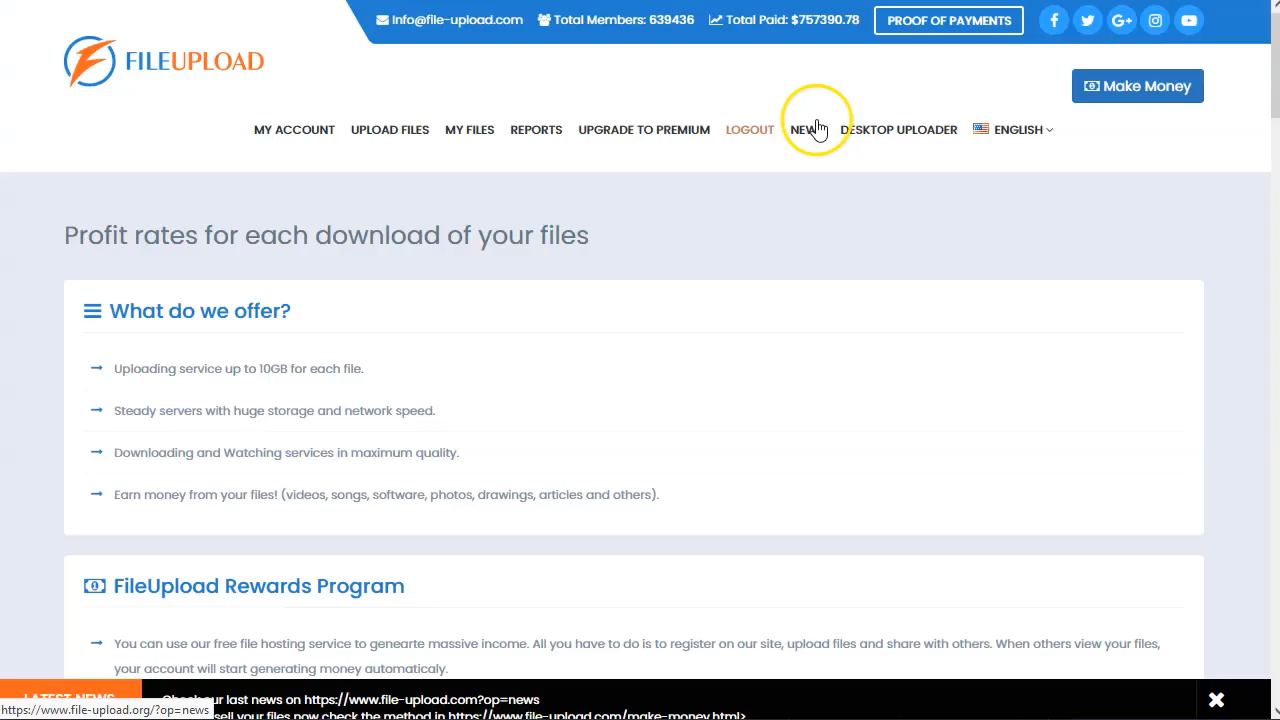 Info@file-upload.com Total Members: 639436 Total Paid: $757390.78 PROOF OF PAYMENTS
FILEUPLOAD
Make Money
MY ACCOUNT UPLOAD FILES MY FILES REPORTS UPGRADE TO PREMIUM LOGOUT DESKTOP UPLOADER ENGLISH
Profit rates for each download of your files
What do we offer?
Uploading service up to 10GB for each file.
Steady servers with huge storage and network speed.
Downloading and Watching services in maximum quality.
Earn money from your files! (videos, songs, software, photos, drawings, articles and others).
FileUpload Rewards Program
You can use our free file hosting service to genearte massive income. All you have to do is to register on our site, upload files and share with others. When others view your files,
your account will start generating money automaticaly.
LATEST NEWS our last news on https://www.file-upload.com?op=news
https://www.file-upload.org/?op=news sell your files now check the method in https://www.file-upload.com/make-money.html>